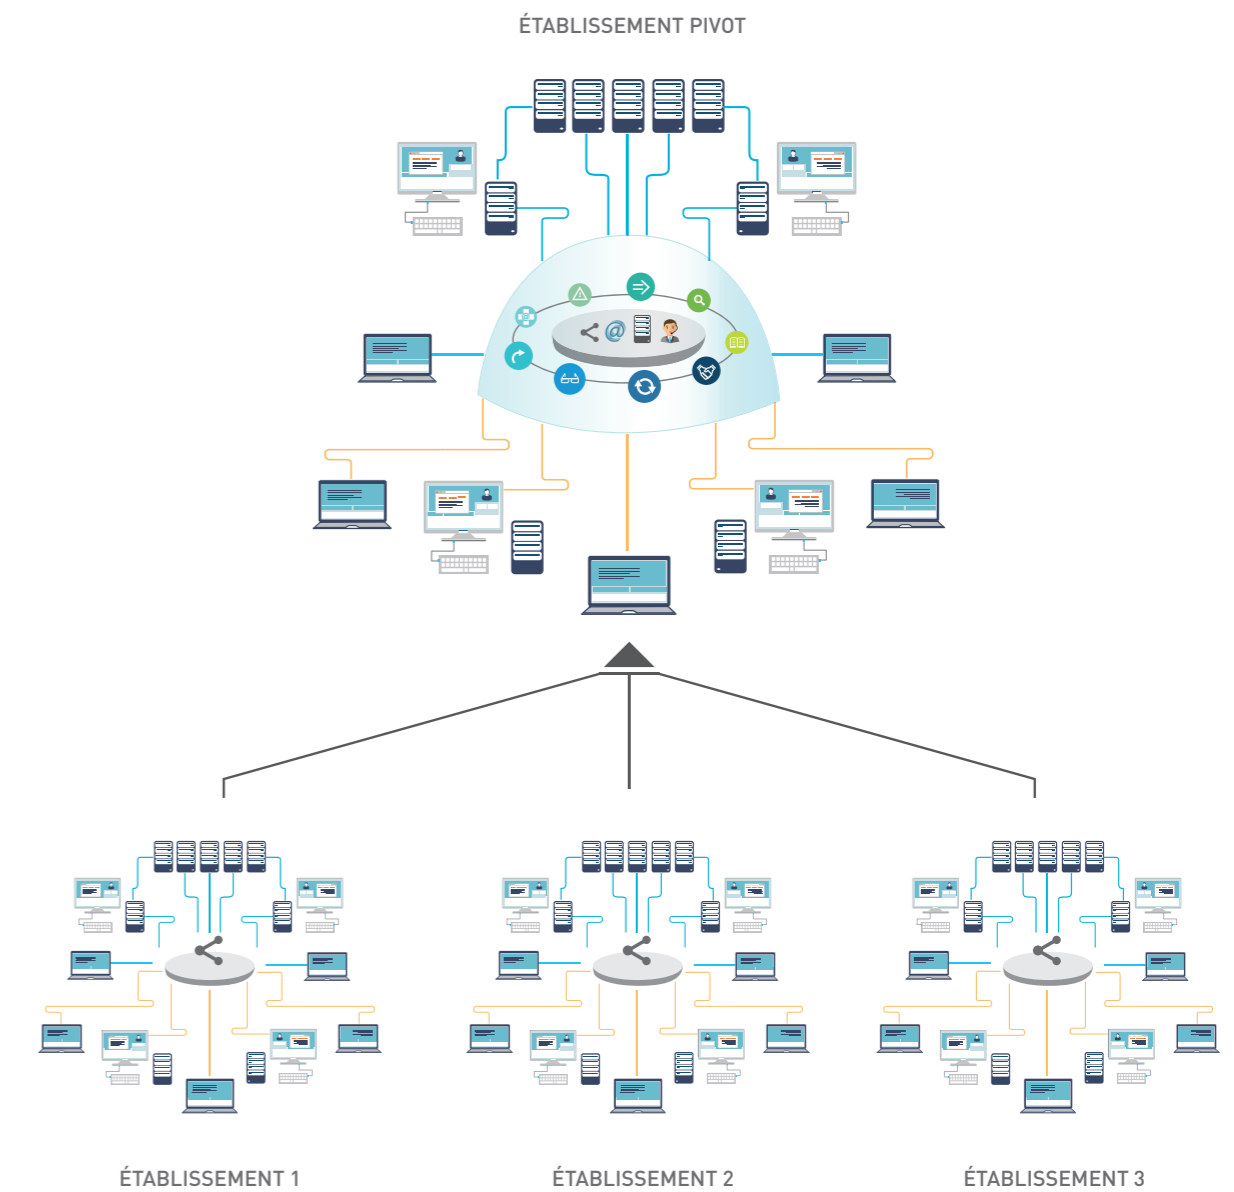 ÉTABLISSEMENT PIVOT
@
ÉTABLISSEMENT 1
ÉTABLISSEMENT 2
ÉTABLISSEMENT 3